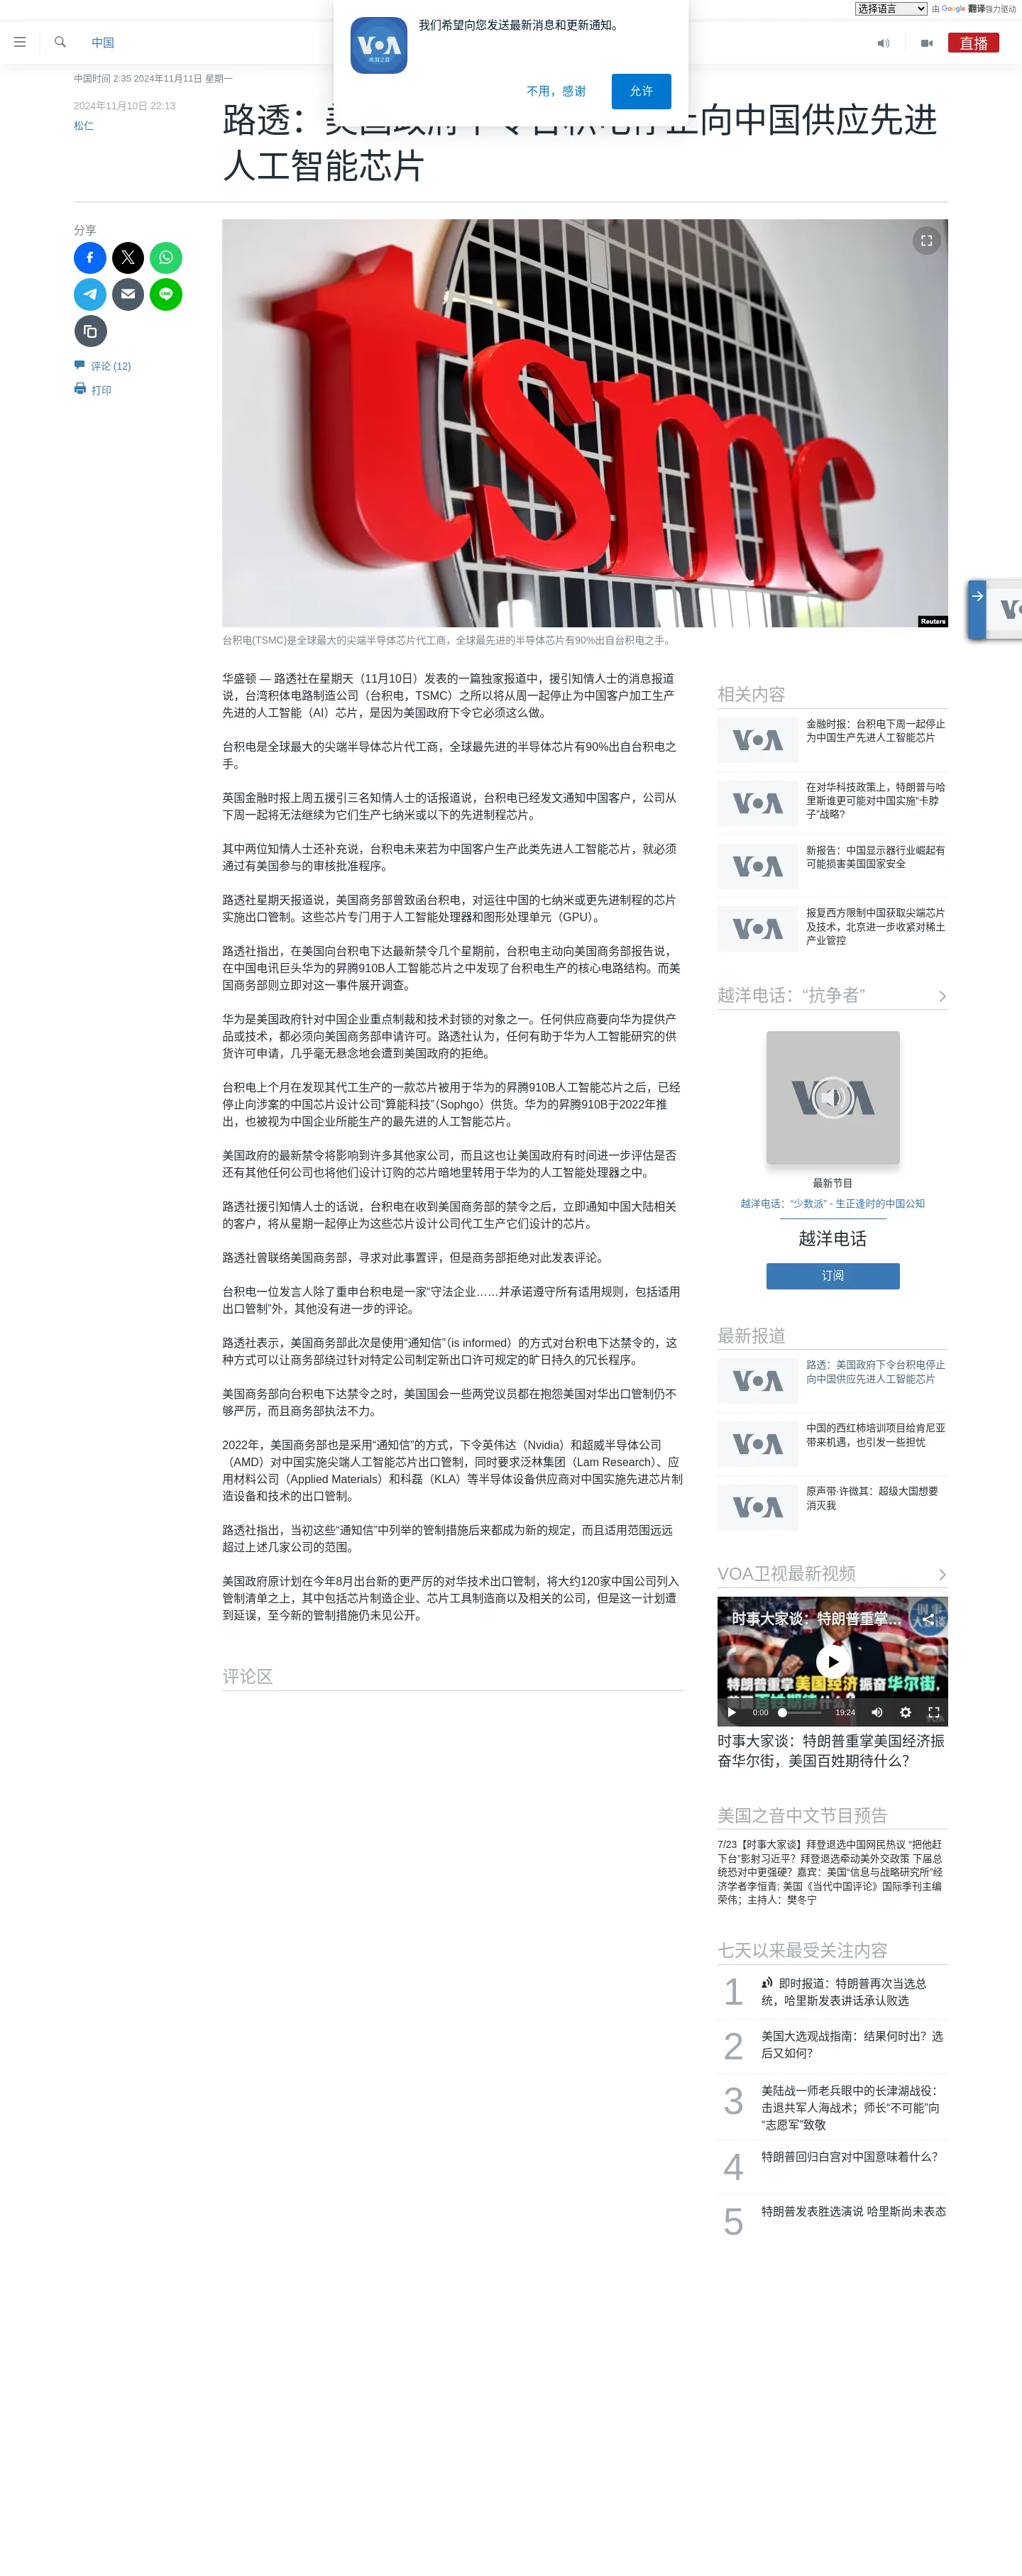 选择语言
由 Google 翻译强力驱动
我们希望向您发送最新消息和更新通知。
VOA
美国之音
不用，感谢
允许
中国
直播
中国时间 2:35 2024年11月11日 星期一
2024年11月10日 22:13
松仁
向中国供应先进
人工智能芯片
分享
评论 (12)
打印
tsmc
Reuters
台积电(TSMC)是全球最大的尖端半导体芯片代工商，全球最先进的半导体芯片有90%出自台积电之手。
华盛顿 — 路透社在星期天（11月10日）发表的一篇独家报道中，援引知情人士的消息报道
说，台湾积体电路制造公司（台积电，TSMC）之所以将从周一起停止为中国客户加工生产
先进的人工智能（AI）芯片，是因为美国政府下令它必须这么做。
台积电是全球最大的尖端半导体芯片代工商，全球最先进的半导体芯片有90%出自台积电之
手。
英国金融时报上周五援引三名知情人士的话报道说，台积电已经发文通知中国客户，公司从
下周一起将无法继续为它们生产七纳米或以下的先进制程芯片。
其中两位知情人士还补充说，台积电未来若为中国客户生产此类先进人工智能芯片，就必须
通过有美国参与的审核批准程序。
路透社星期天报道说，美国商务部曾致函台积电，对运往中国的七纳米或更先进制程的芯片
实施出口管制。这些芯片专门用于人工智能处理器和图形处理单元（GPU）。
路透社指出，在美国向台积电下达最新禁令几个星期前，台积电主动向美国商务部报告说，
在中国电讯巨头华为的昇腾910B人工智能芯片之中发现了台积电生产的核心电路结构。而美
国商务部则立即对这一事件展开调查。
华为是美国政府针对中国企业重点制裁和技术封锁的对象之一。任何供应商要向华为提供产
品或技术，都必须向美国商务部申请许可。路透社认为，任何有助于华为人工智能研究的供
货许可申请，几乎毫无悬念地会遭到美国政府的拒绝。
台积电上个月在发现其代工生产的一款芯片被用于华为的昇腾910B人工智能芯片之后，已经
停止向涉案的中国芯片设计公司“算能科技”（Sophgo）供货。华为的昇腾910B于2022年推
出，也被视为中国企业所能生产的最先进的人工智能芯片。
美国政府的最新禁令将影响到许多其他家公司，而且这也让美国政府有时间进一步评估是否
还有其他任何公司也将他们设计订购的芯片暗地里转用于华为的人工智能处理器之中。
路透社援引知情人士的话说，台积电在收到美国商务部的禁令之后，立即通知中国大陆相关
的客户，将从星期一起停止为这些芯片设计公司代工生产它们设计的芯片。
路透社曾联络美国商务部，寻求对此事置评，但是商务部拒绝对此发表评论。
台积电一位发言人除了重申台积电是一家“守法企业……并承诺遵守所有适用规则，包括适用
出口管制”外，其他没有进一步的评论。
路透社表示，美国商务部此次是使用“通知信”（is informed）的方式对台积电下达禁令的，这
种方式可以让商务部绕过针对特定公司制定新出口许可规定的旷日持久的冗长程序。
美国商务部向台积电下达禁令之时，美国国会一些两党议员都在抱怨美国对华出口管制仍不
够严厉，而且商务部执法不力。
2022年，美国商务部也是采用“通知信”的方式，下令英伟达（Nvidia）和超威半导体公司
（AMD）对中国实施尖端人工智能芯片出口管制，同时要求泛林集团（Lam Research）、应
用材料公司（Applied Materials）和科磊（KLA）等半导体设备供应商对中国实施先进芯片制
造设备和技术的出口管制。
路透社指出，当初这些“通知信”中列举的管制措施后来都成为新的规定，而且适用范围远远
超过上述几家公司的范围。
美国政府原计划在今年8月出台新的更严厉的对华技术出口管制，将大约120家中国公司列入
管制清单之上，其中包括芯片制造企业、芯片工具制造商以及相关的公司，但是这一计划遭
到延误，至今新的管制措施仍未见公开。
评论区
相关内容
金融时报：台积电下周一起停止
为中国生产先进人工智能芯片
在对华科技政策上，特朗普与哈
里斯谁更可能对中国实施“卡脖
子”战略？
新报告：中国显示器行业崛起有
可能损害美国国家安全
报复西方限制中国获取尖端芯片
及技术，北京进一步收紧对稀土
产业管控
越洋电话：“抗争者”
VOA
最新节目
越洋电话：“少数派” - 生正逢时的中国公知
越洋电话
订阅
最新报道
路透：美国政府下令台积电停止
向中国供应先进人工智能芯片
中国的西红柿培训项目给肯尼亚
带来机遇，也引发一些担忧
原声带·许微其：超级大国想要
消灭我
VOA卫视最新视频
时事大家谈：特朗普重掌...
特朗普重掌美国经济振奋华尔街，
美国百姓期待什么？
0:00
19:24
时事大家谈：特朗普重掌美国经济振
奋华尔街，美国百姓期待什么？
美国之音中文节目预告
7/23【时事大家谈】拜登退选中国网民热议 “把他赶
下台”影射习近平？拜登退选牵动美外交政策 下届总
统恐对中更强硬？嘉宾：美国“信息与战略研究所”经
济学者李恒青; 美国《当代中国评论》国际季刊主编
荣伟；主持人：樊冬宁
七天以来最受关注内容
1
即时报道：特朗普再次当选总
统，哈里斯发表讲话承认败选
2
美国大选观战指南：结果何时出？选
后又如何？
3
美陆战一师老兵眼中的长津湖战役：
击退共军人海战术；师长“不可能”向
“志愿军”致敬
4
特朗普回归白宫对中国意味着什么？
5
特朗普发表胜选演说 哈里斯尚未表态